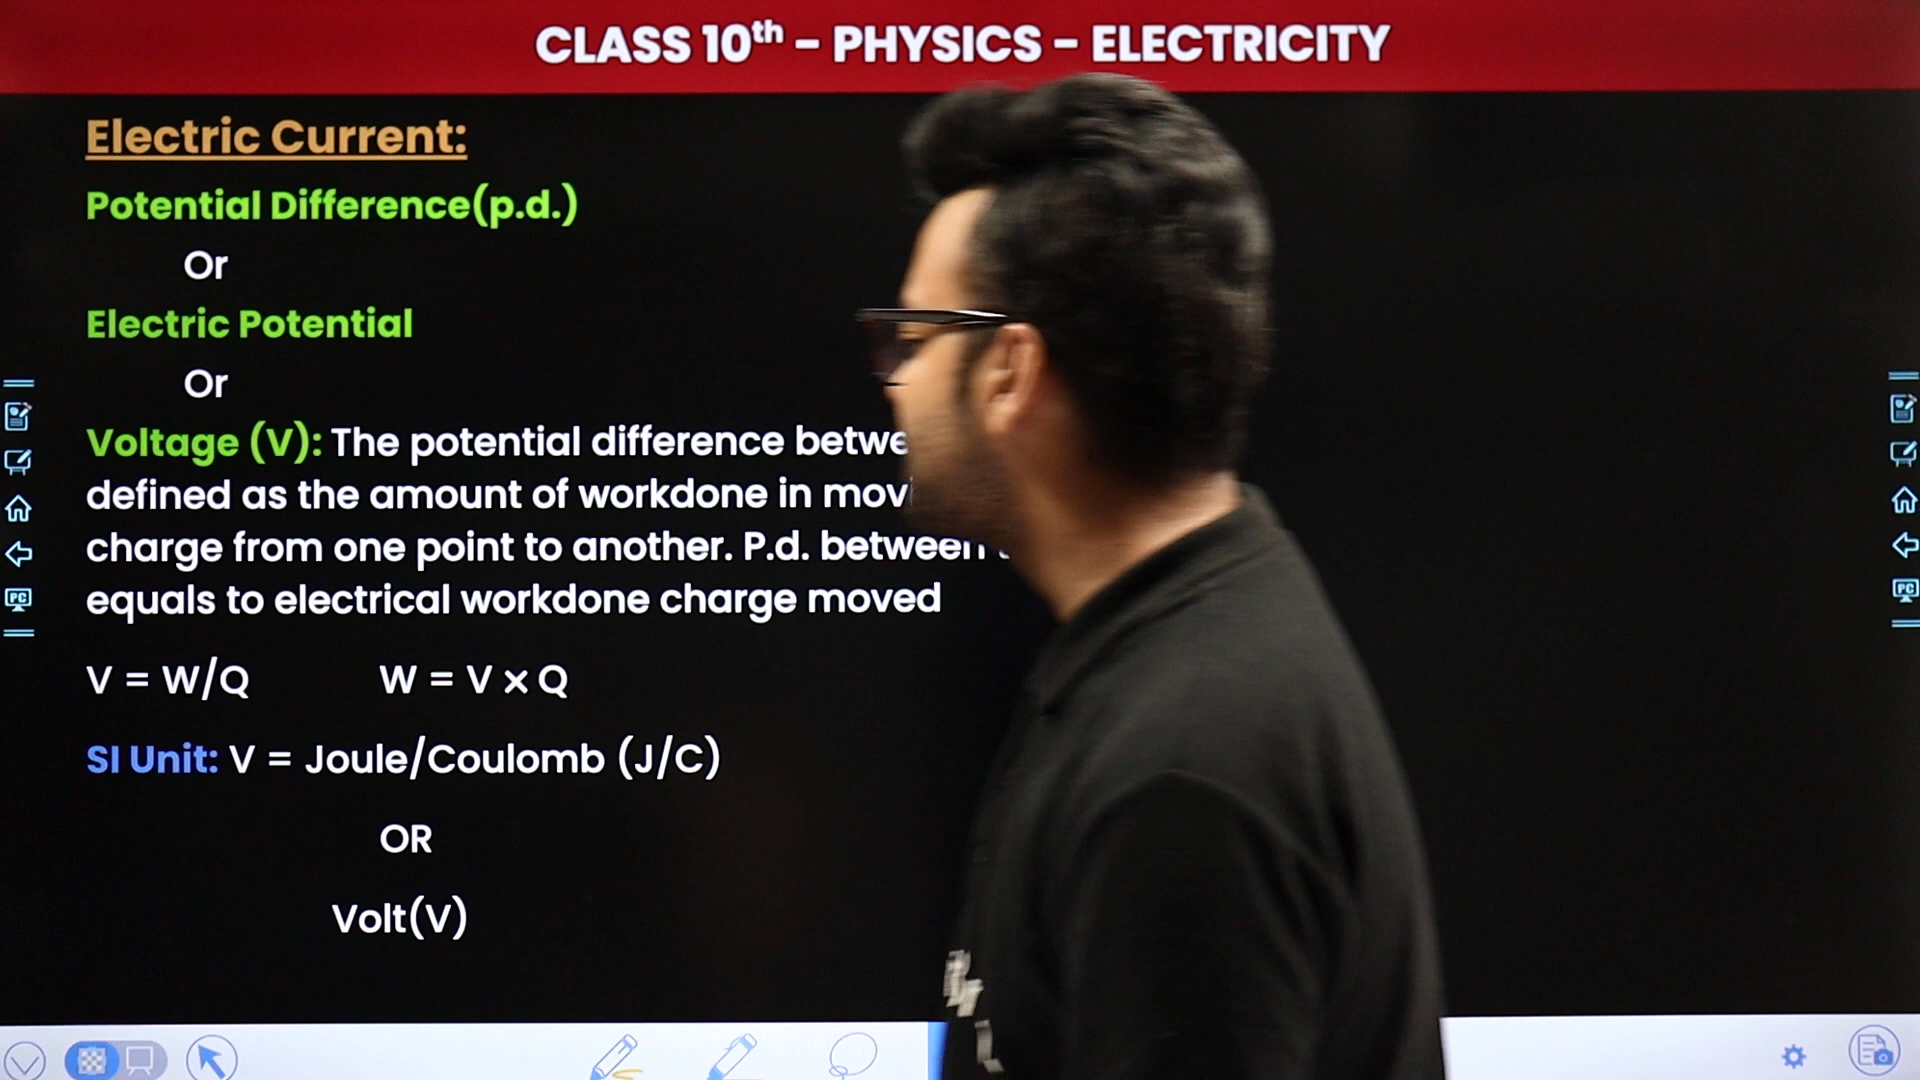 CLASS 10th – PHYSICS – ELECTRICITY
Electric Current:
Potential Difference(p.d.)
Or
Electric Potential
Or
Voltage (V): The potential difference
defined as the amount of workdone in
charge from one point to another. P.d. between
equals to electrical workdone charge moved
V = W/Q W = V × Q
SI Unit: V = Joule/Coulomb (J/C)
OR
Volt(V)
PC
PC